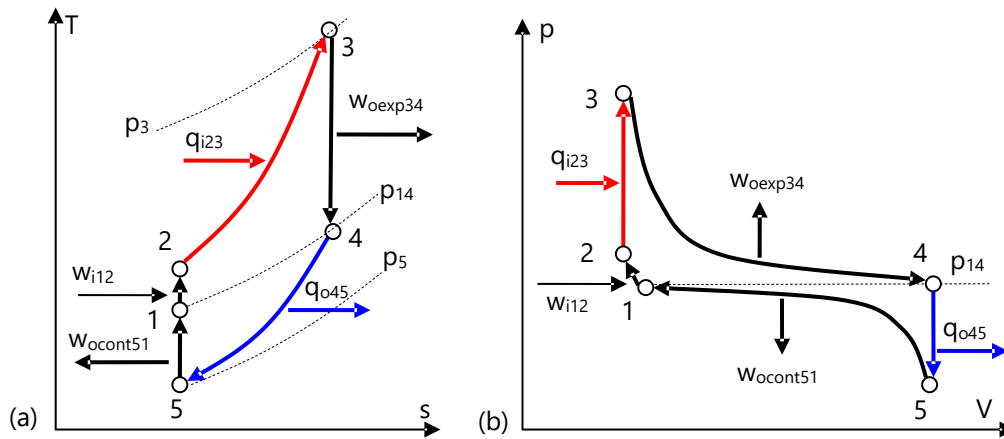 T
3
w_oexp34
p_3
q_i23
p_14
2
4
p_5
w_i12
q_o45
1
w_ocont51
5
(a)
s
p
3
q_i23
w_oexp34
2
4
p_14
w_i12
1
q_o45
w_ocont51
5
(b)
V